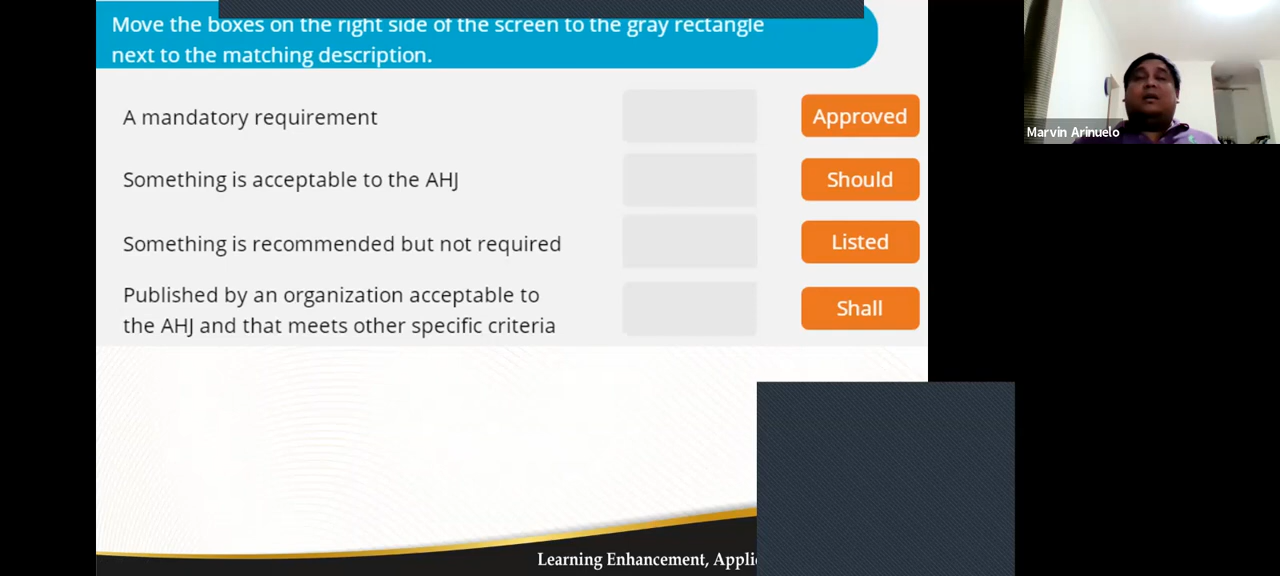 Move the boxes on the right side of the screen to the gray rectangle
next to the matching description.
A mandatory requirement
Approved
Something is acceptable to the AHJ
Should
Something is recommended but not required
Listed
Published by an organization acceptable to
the AHJ and that meets other specific criteria
Shall
Marvin Arinuelo
Learning Enhancement,